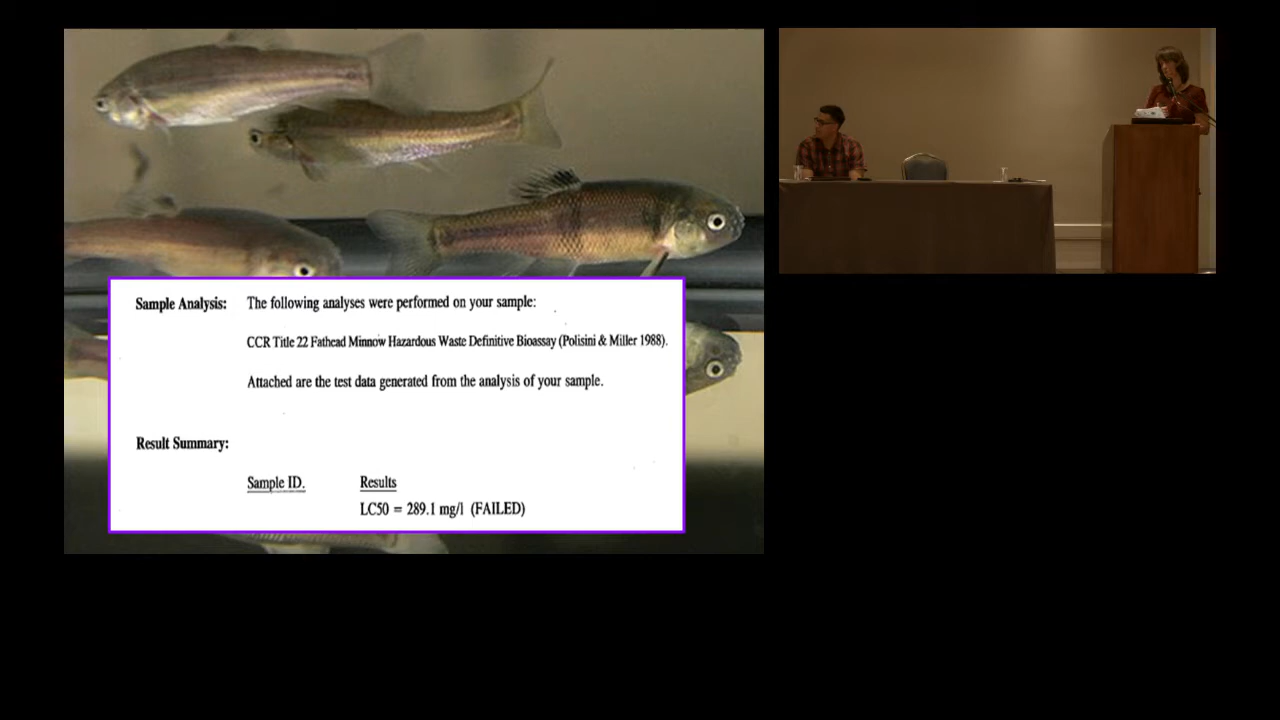 Sample Analysis: The following analyses were performed on your sample:
CCR Title 22 Fathead Minnow Hazardous Waste Definitive Bioassay (Polisini & Miller 1988).
Attached are the test data generated from the analysis of your sample.
Result Summary:
Sample ID. Results
LC50 = 289.1 mg/l (FAILED)